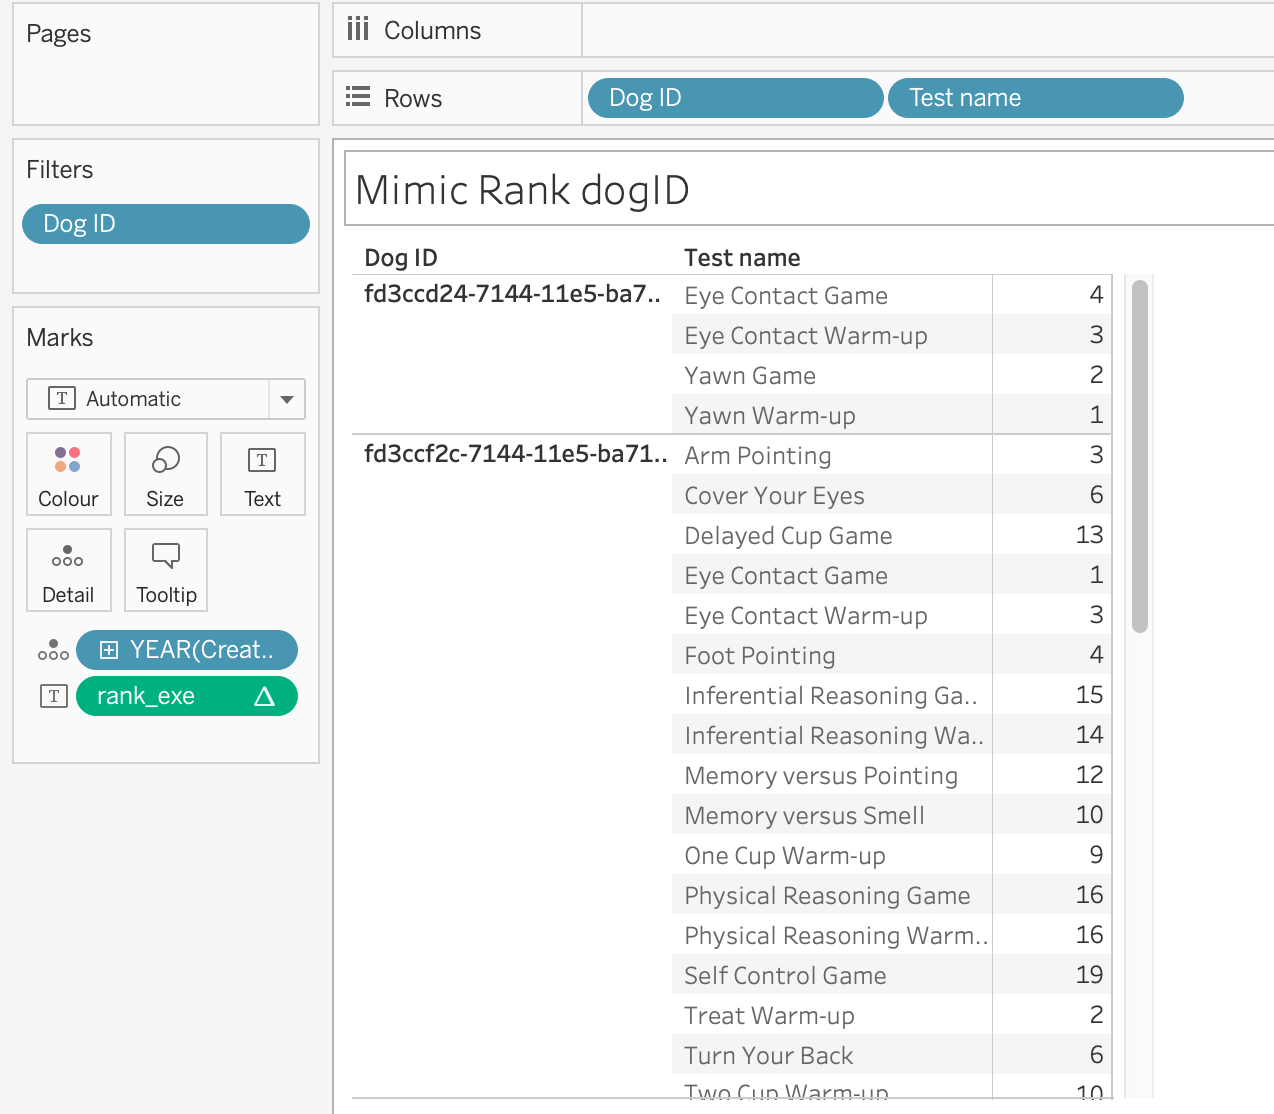 Pages
Columns
Rows
Dog ID
Test name
Filters
Dog ID
Marks
T Automatic
Colour
Size
T
Text
Detail
Tooltip
YEAR(Creat..
T rank_exe
Mimic Rank dogID
Dog ID Test name
fd3ccd24-7144-11e5-ba7.. Eye Contact Game 4
Eye Contact Warm-up 3
Yawn Game 2
Yawn Warm-up 1
fd3ccf2c-7144-11e5-ba71.. Arm Pointing 3
Cover Your Eyes 6
Delayed Cup Game 13
Eye Contact Game 1
Eye Contact Warm-up 3
Foot Pointing 4
Inferential Reasoning Ga.. 15
Inferential Reasoning Wa.. 14
Memory versus Pointing 12
Memory versus Smell 10
One Cup Warm-up 9
Physical Reasoning Game 16
Physical Reasoning Warm.. 16
Self Control Game 19
Treat Warm-up 2
Turn Your Back 6
Two Cup Warm-up 10